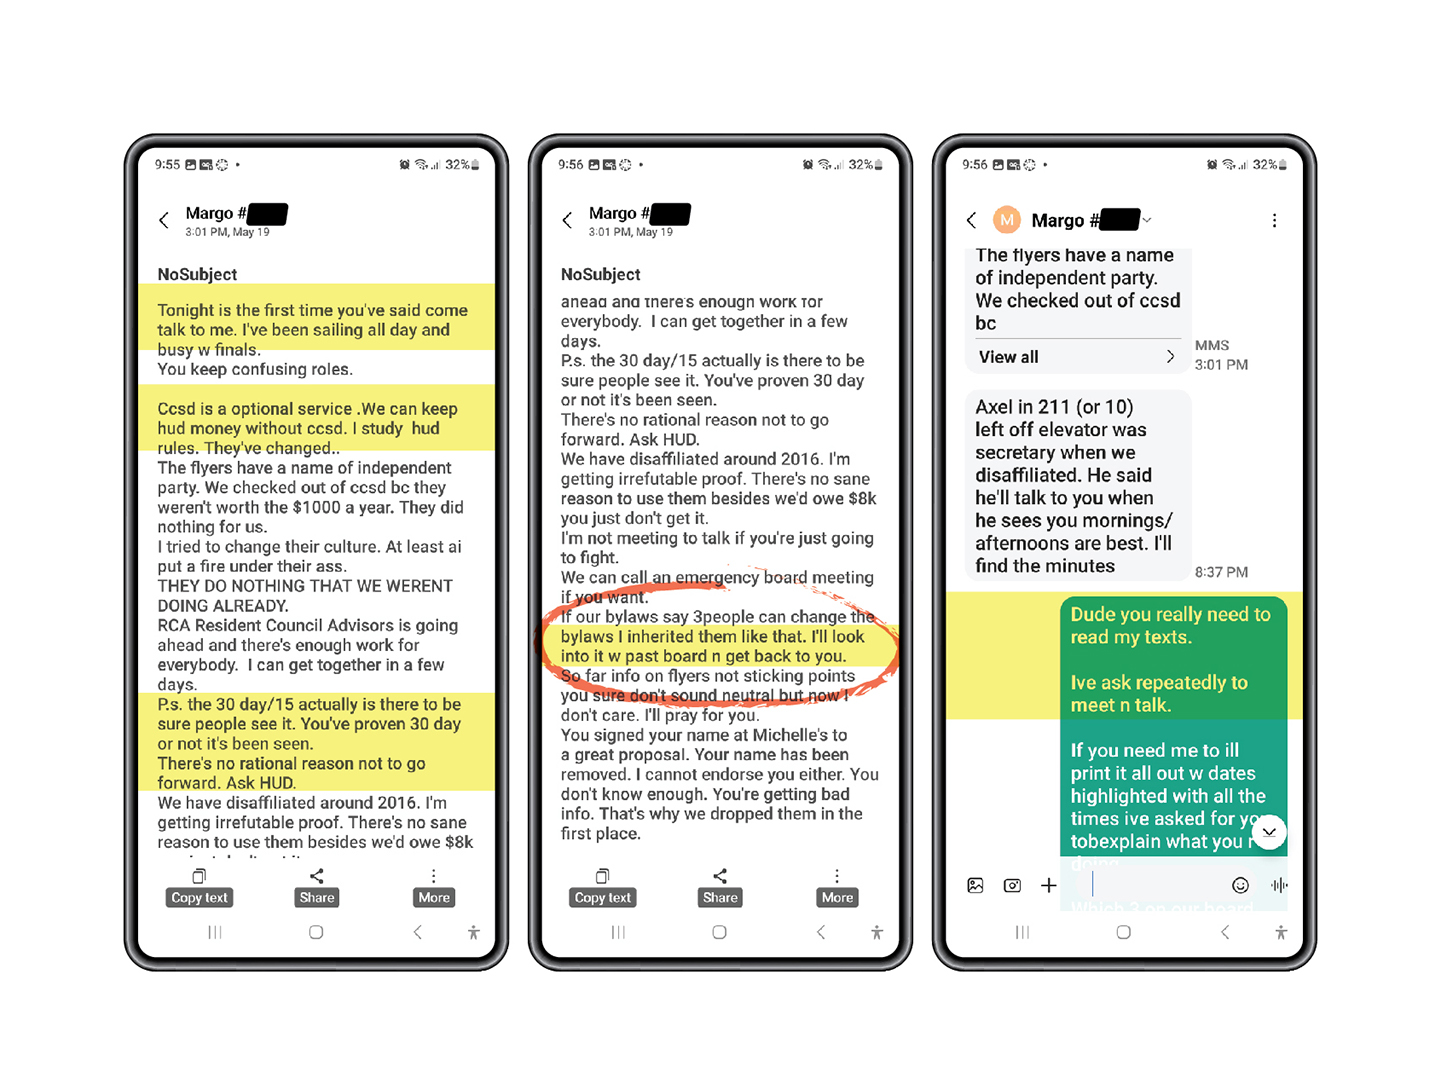 9:55
32%
Margo #
3:01 PM, May 19
NoSubject
Tonight is the first time you've said come
talk to me. I've been sailing all day and
busy w finals.
You keep confusing roles.
Ccsd is a optional service .We can keep
hud money without ccsd. I study hud
rules. They've changed..
The flyers have a name of independent
party. We checked out of ccsd bc they
weren't worth the $1000 a year. They did
nothing for us.
I tried to change their culture. At least ai
put a fire under their ass.
THEY DO NOTHING THAT WE WERENT
DOING ALREADY.
RCA Resident Council Advisors is going
ahead and there's enough work for
everybody. I can get together in a few
days.
P.s. the 30 day/15 actually is there to be
sure people see it. You've proven 30 day
or not it's been seen.
There's no rational reason not to go
forward. Ask HUD.
We have disaffiliated around 2016. I'm
getting irrefutable proof. There's no sane
reason to use them besides we'd owe $8k
Copy text
Share
More
9:56
32%
Margo #
3:01 PM, May 19
NoSubject
ahead and there's enough work for
everybody. I can get together in a few
days.
P.s. the 30 day/15 actually is there to be
sure people see it. You've proven 30 day
or not it's been seen.
There's no rational reason not to go
forward. Ask HUD.
We have disaffiliated around 2016. I'm
getting irrefutable proof. There's no sane
reason to use them besides we'd owe $8k
you just don't get it.
I'm not meeting to talk if you're just going
to fight.
We can call an emergency board meeting
if you want.
If our bylaws say 3people can change the
bylaws I inherited them like that. I'll look
into it w past board n get back to you.
So far info on flyers not sticking points
you sure don't sound neutral but now I
don't care. I'll pray for you.
You signed your name at Michelle's to
a great proposal. Your name has been
removed. I cannot endorse you either. You
don't know enough. You're getting bad
info. That's why we dropped them in the
first place.
Copy text
Share
More
9:56
32%
M
Margo #
The flyers have a name
of independent party.
We checked out of ccsd
bc
View all
MMS
3:01 PM
Axel in 211 (or 10)
left off elevator was
secretary when we
disaffiliated. He said
he'll talk to you when
he sees you mornings/
afternoons are best. I'll
find the minutes
8:37 PM
Dude you really need to
read my texts.
Ive ask repeatedly to
meet n talk.
If you need me to ill
print it all out w dates
highlighted with all the
times ive asked for you
tobexplain what you r
doing
Which 3 on our board